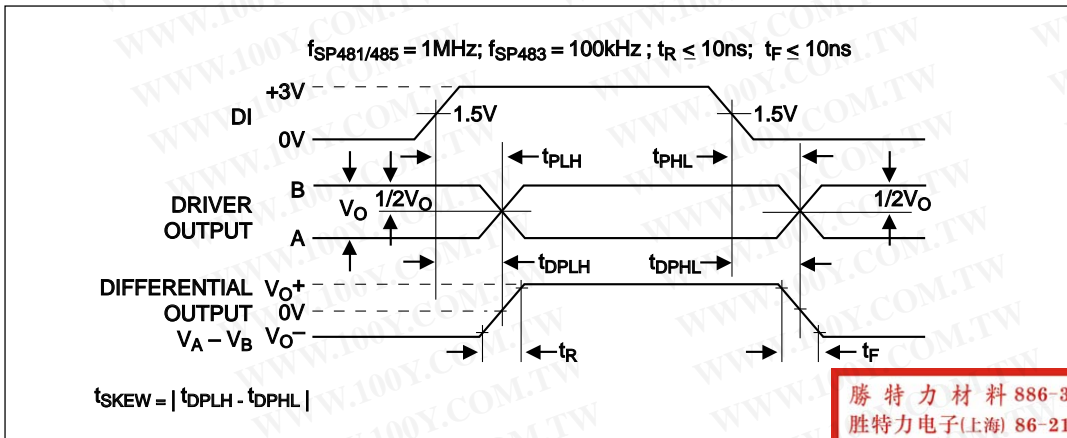 fSP481/485 = 1MHz; fSP483 = 100kHz ; tR ≤ 10ns; tF ≤ 10ns
+3V
DI
1.5V
1.5V
0V
tPLH
tPHL
B
DRIVER
OUTPUT
VO
1/2VO
1/2VO
A
tDPLH
tDPHL
DIFFERENTIAL
OUTPUT
VA – VB
VO+
0V
VO–
tR
tF
tSKEW = | tDPLH - tDPHL |
勝 特 力 材 料 886-3
胜特力电子(上海) 86-21
WWW.100Y.COM.TW